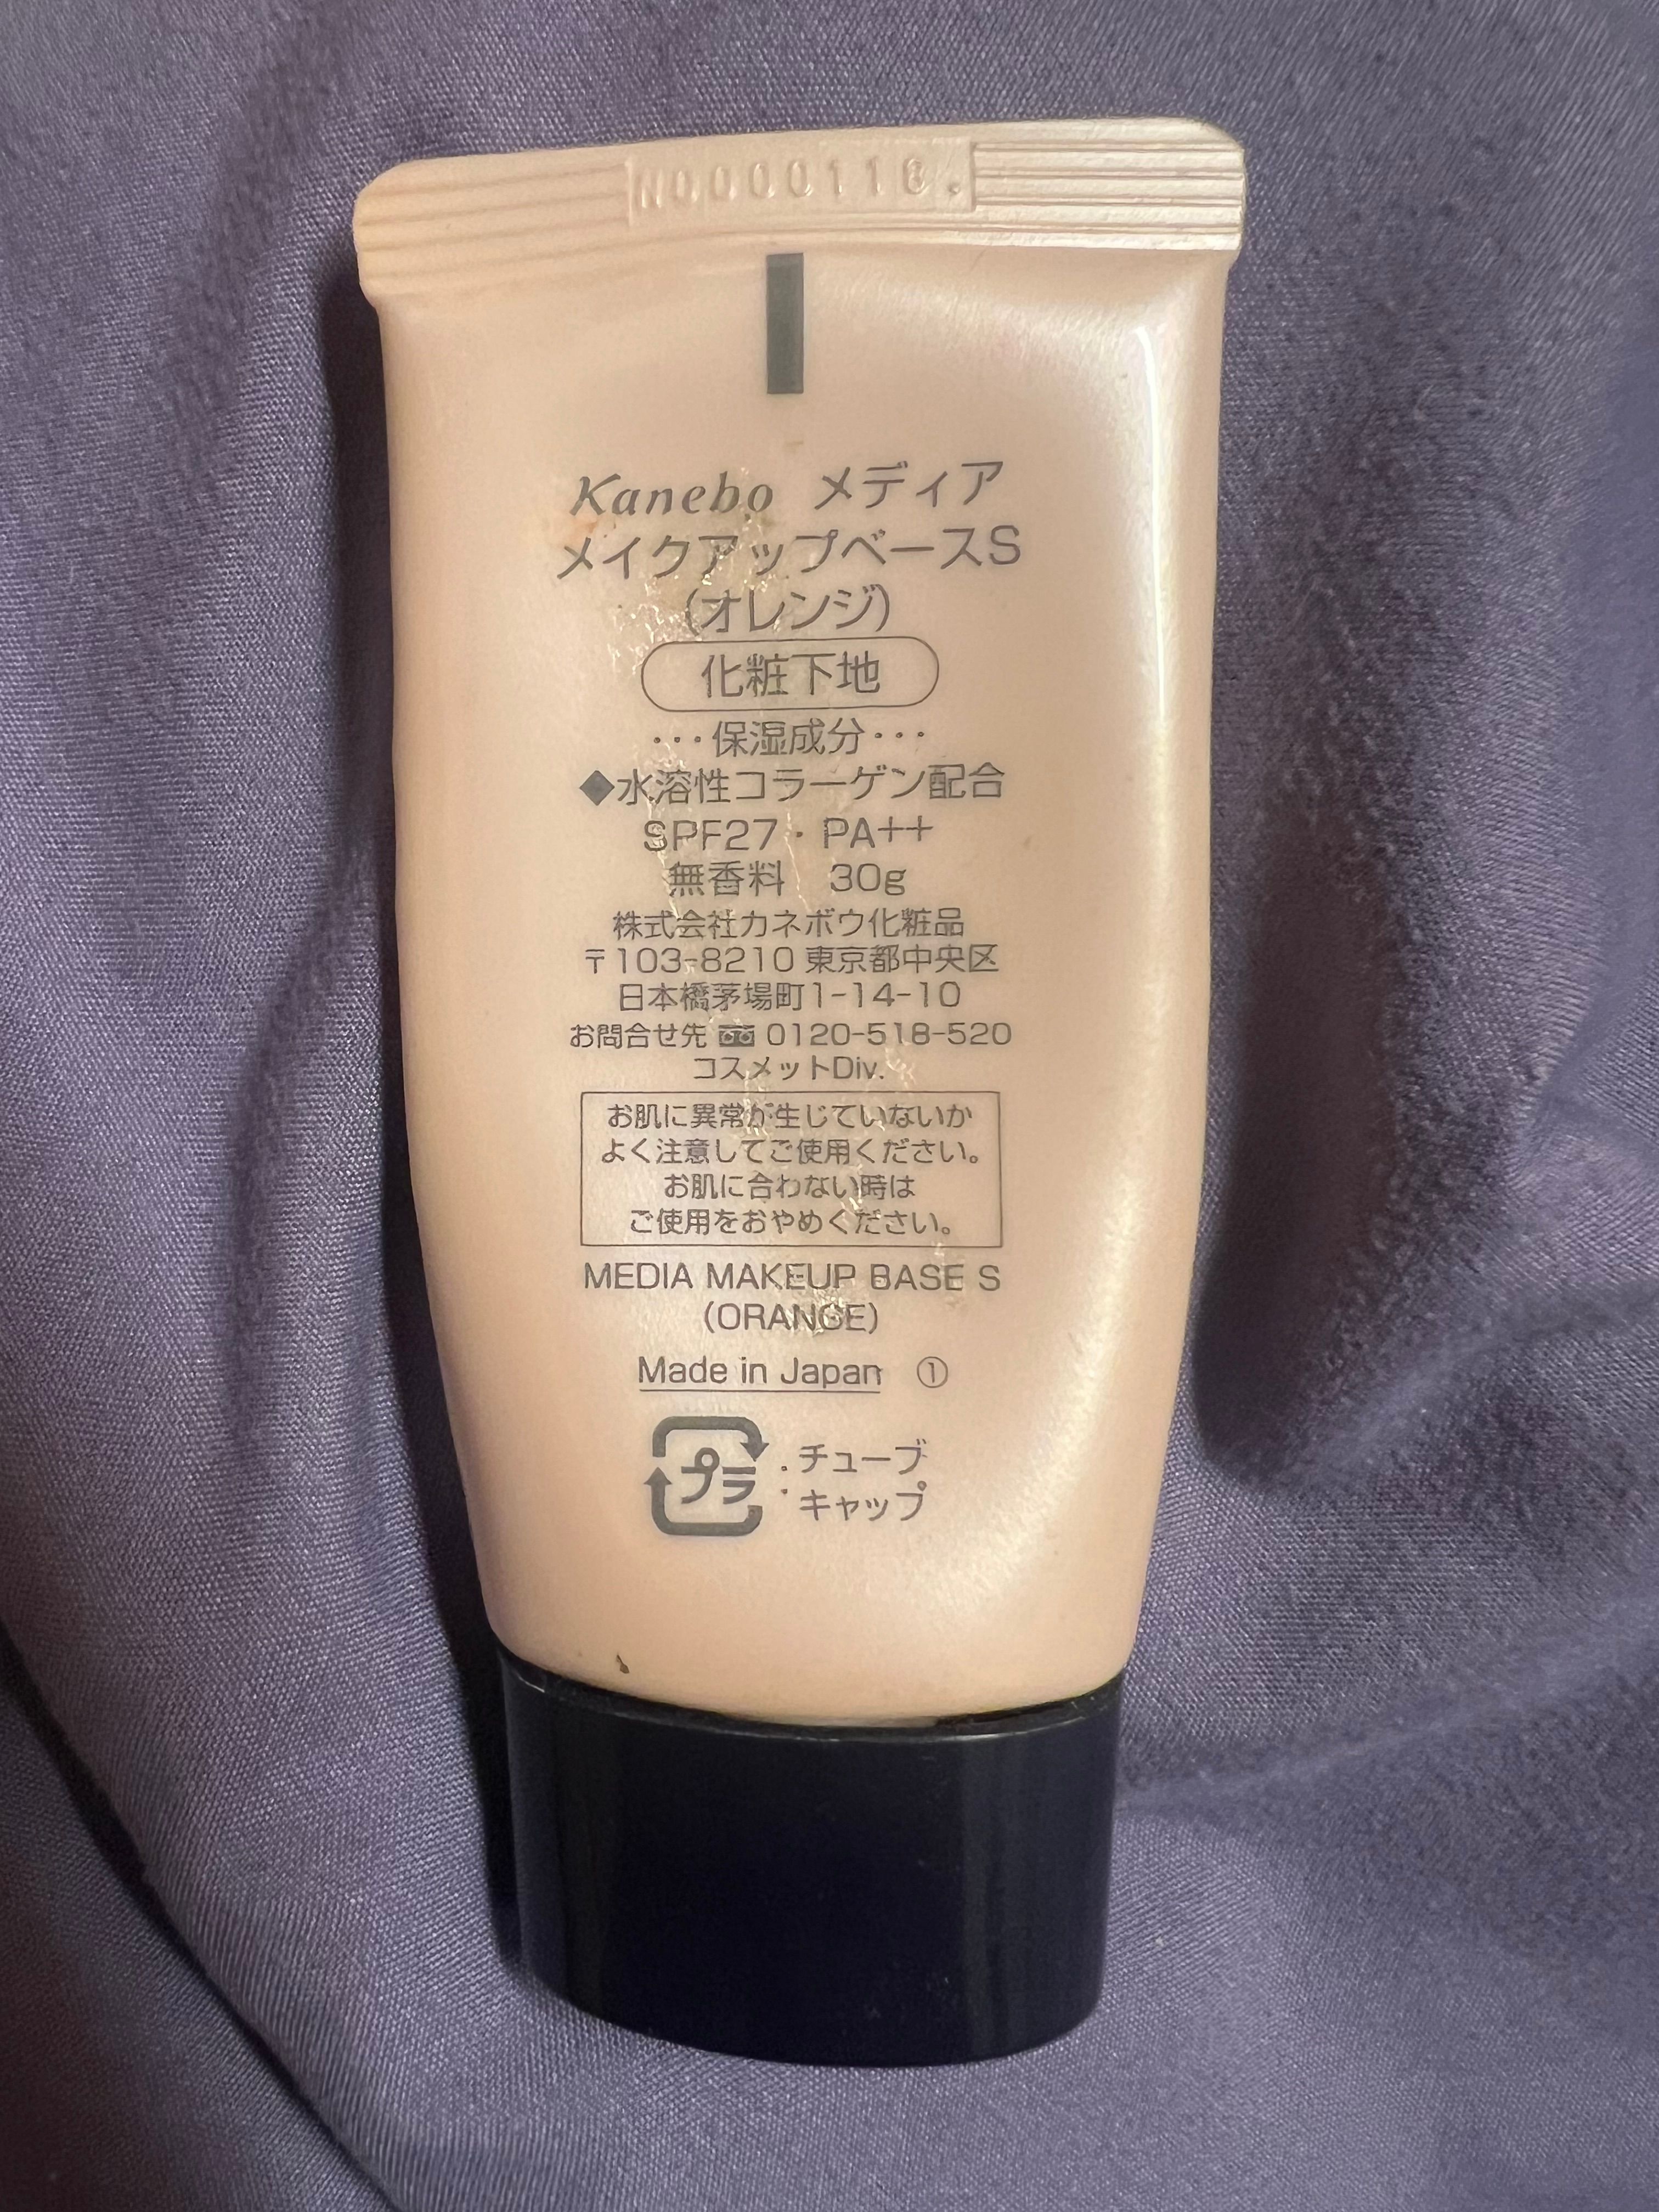 Kanebo メディア
メイクアップベースS
(オレンジ)
化粧下地
…保湿成分…
◆水溶性コラーゲン配合
SPF27・PA++
無香料 30g
株式会社カネボウ化粧品
〒103-8210 東京都中央区
日本橋茅場町1-14-10
お問合せ先 0120-518-520
コスメットDiv.
お肌に異常が生じていないか
よく注意してご使用ください。
お肌に合わない時は
ご使用をおやめください。
MEDIA MAKEUP BASE S
(ORANGE)
Made in Japan ①
プラ : チューブ
キャップ